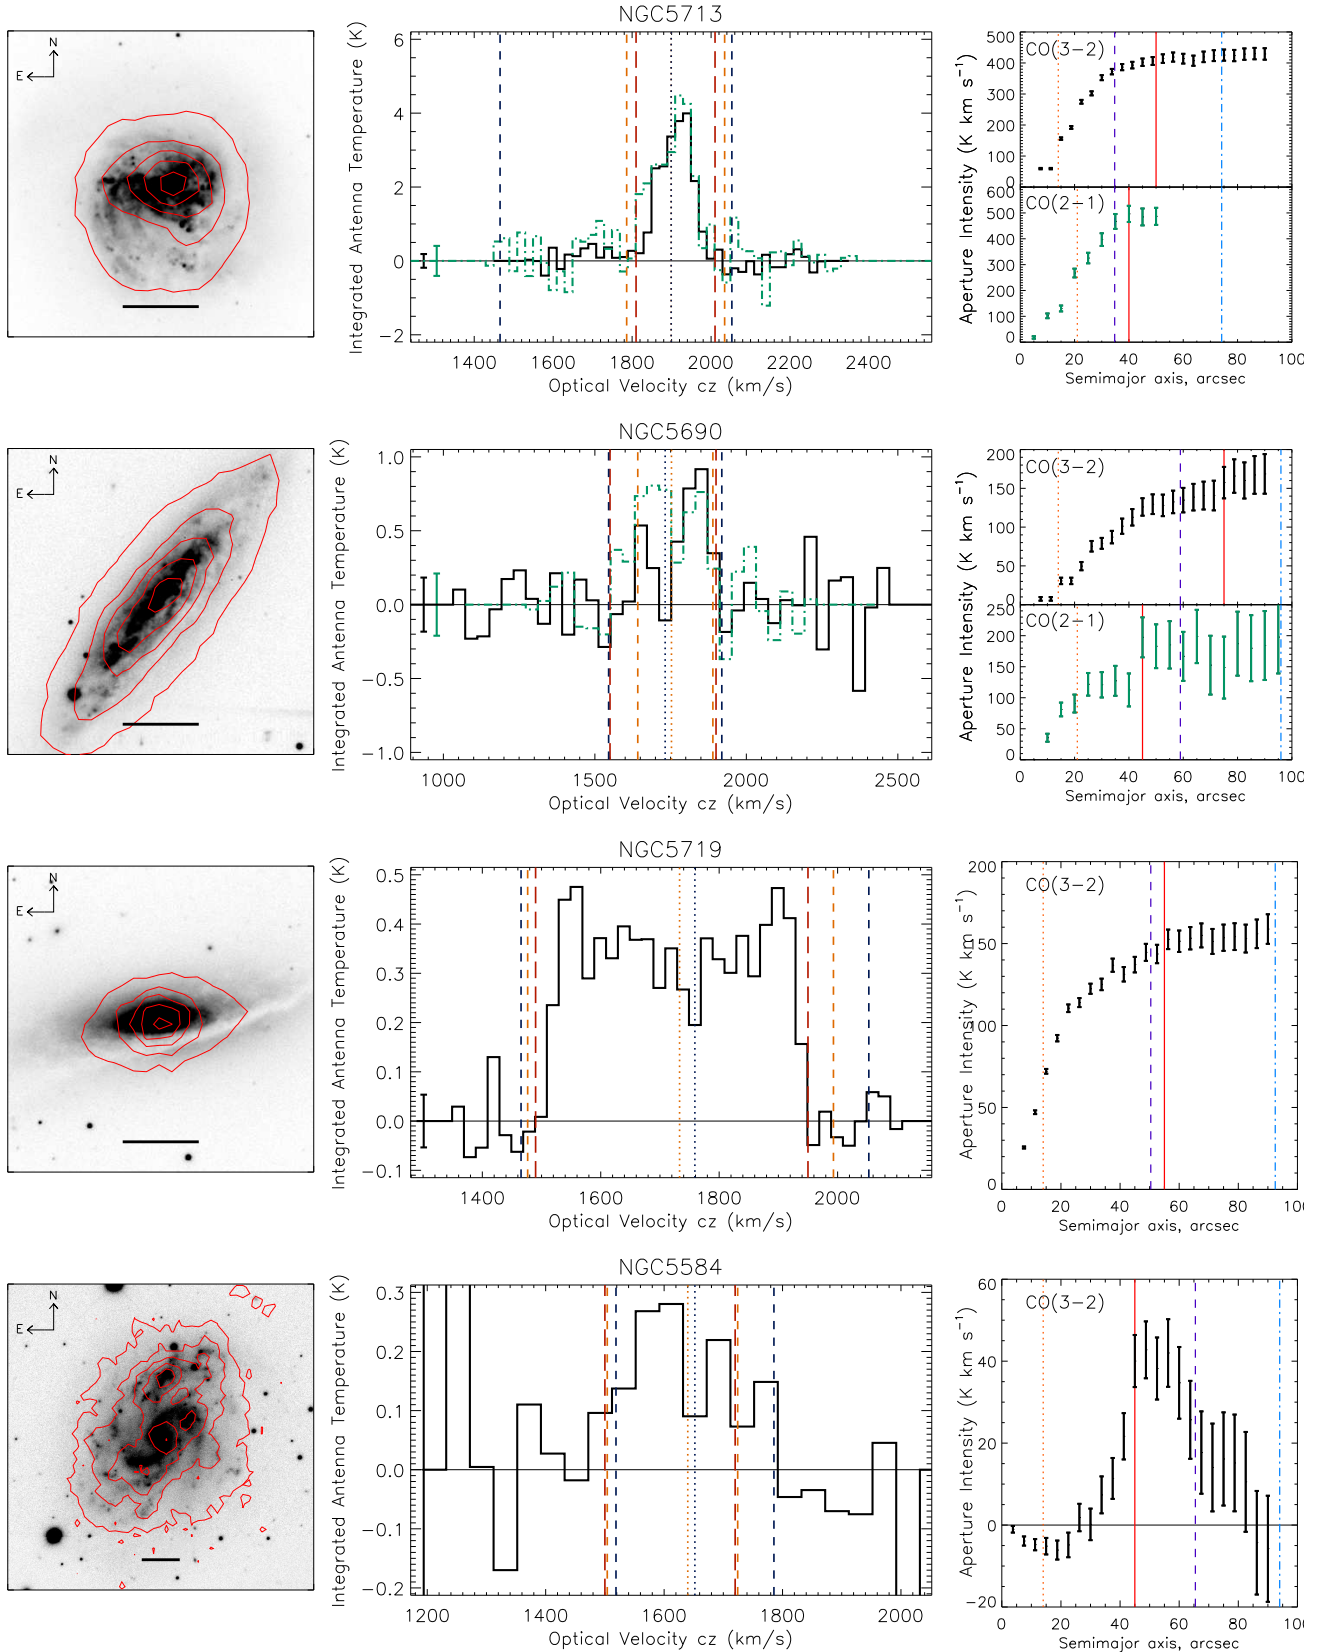 NGC5713
N
E
Integrated Antenna Temperature (K)
6
4
2
0
−2
1400 1600 1800 2000 2200 2400
Optical Velocity cz (km/s)
CO(3−2)
500
400
300
200
100
0
CO(2−1)
600
500
400
300
200
100
0
Aperture Intensity (K km s⁻¹)
0 20 40 60 80 100
Semimajor axis, arcsec
NGC5690
N
E
Integrated Antenna Temperature (K)
1.0
0.5
0.0
−0.5
−1.0
1000 1500 2000 2500
Optical Velocity cz (km/s)
CO(3−2)
200
150
100
50
0
CO(2−1)
250
200
150
100
50
0
Aperture Intensity (K km s⁻¹)
0 20 40 60 80 100
Semimajor axis, arcsec
NGC5719
N
E
Integrated Antenna Temperature (K)
0.5
0.4
0.3
0.2
0.1
0.0
−0.1
1400 1600 1800 2000
Optical Velocity cz (km/s)
CO(3−2)
200
150
100
50
0
Aperture Intensity (K km s⁻¹)
0 20 40 60 80 100
Semimajor axis, arcsec
NGC5584
N
E
Integrated Antenna Temperature (K)
0.3
0.2
0.1
0.0
−0.1
−0.2
1200 1400 1600 1800 2000
Optical Velocity cz (km/s)
CO(3−2)
60
40
20
0
−20
Aperture Intensity (K km s⁻¹)
0 20 40 60 80 100
Semimajor axis, arcsec